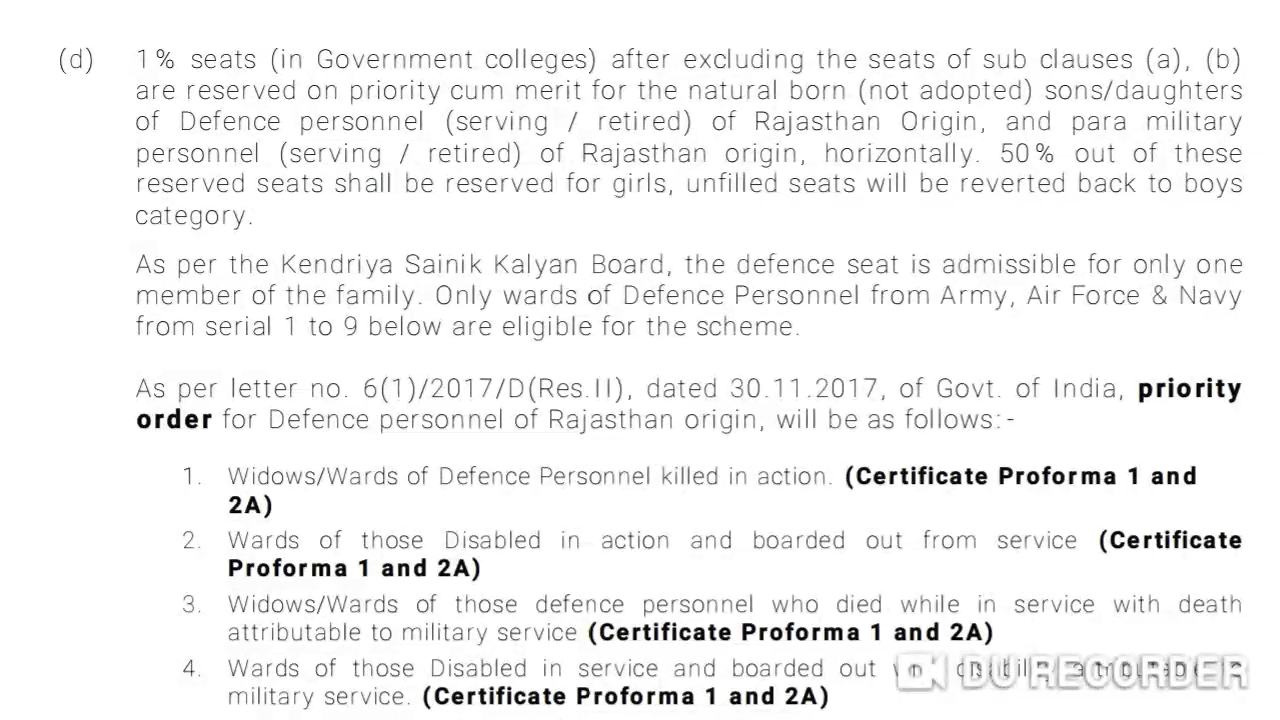 (d) 1% seats (in Government colleges) after excluding the seats of sub clauses (a), (b)
are reserved on priority cum merit for the natural born (not adopted) sons/daughters
of Defence personnel (serving / retired) of Rajasthan Origin, and para military
personnel (serving / retired) of Rajasthan origin, horizontally. 50% out of these
reserved seats shall be reserved for girls, unfilled seats will be reverted back to boys
category.
As per the Kendriya Sainik Kalyan Board, the defence seat is admissible for only one
member of the family. Only wards of Defence Personnel from Army, Air Force & Navy
from serial 1 to 9 below are eligible for the scheme.
As per letter no. 6(1)/2017/D(Res.II), dated 30.11.2017, of Govt. of India, priority
order for Defence personnel of Rajasthan origin, will be as follows:-
1. Widows/Wards of Defence Personnel killed in action. (Certificate Proforma 1 and
2A)
2. Wards of those Disabled in action and boarded out from service (Certificate
Proforma 1 and 2A)
3. Widows/Wards of those defence personnel who died while in service with death
attributable to military service (Certificate Proforma 1 and 2A)
4. Wards of those Disabled in service and boarded out
military service. (Certificate Proforma 1 and 2A)
DU RECORDER